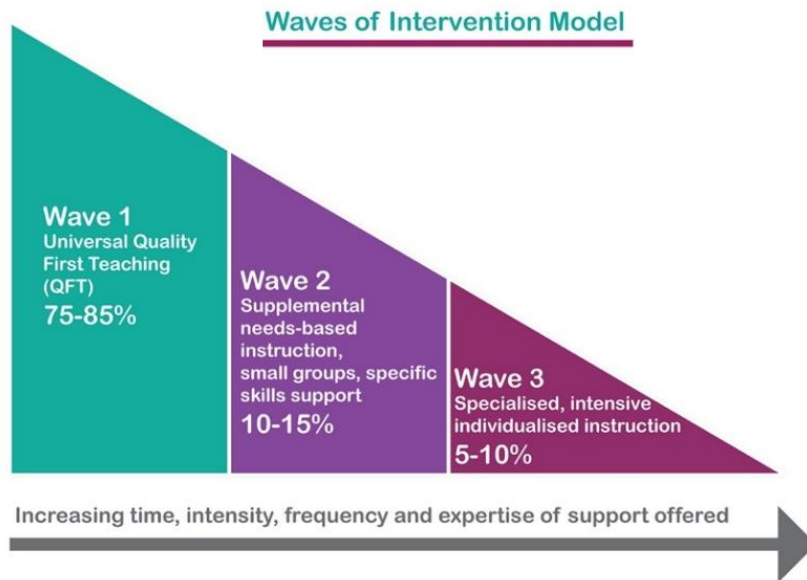 Waves of Intervention Model
Wave 1
Universal Quality
First Teaching
(QFT)
75-85%
Wave 2
Supplemental
needs-based
instruction,
small groups, specific
skills support
10-15%
Wave 3
Specialised, intensive
individualised instruction
5-10%
Increasing time, intensity, frequency and expertise of support offered